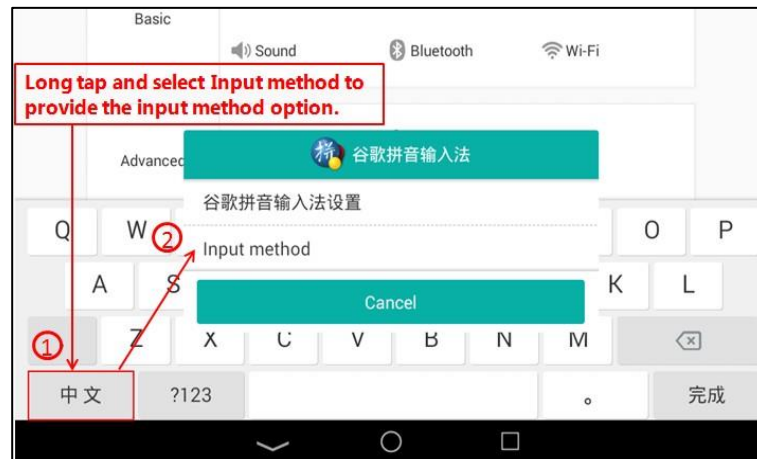 Basic
Sound
Bluetooth
Wi-Fi
Long tap and select Input method to
provide the input method option.
Advanced
拼 谷歌拼音输入法
谷歌拼音输入法设置
Input method
Cancel
Q W O P
② 
A S K L
① Z X C V B N M
中文 ?123 。 完成